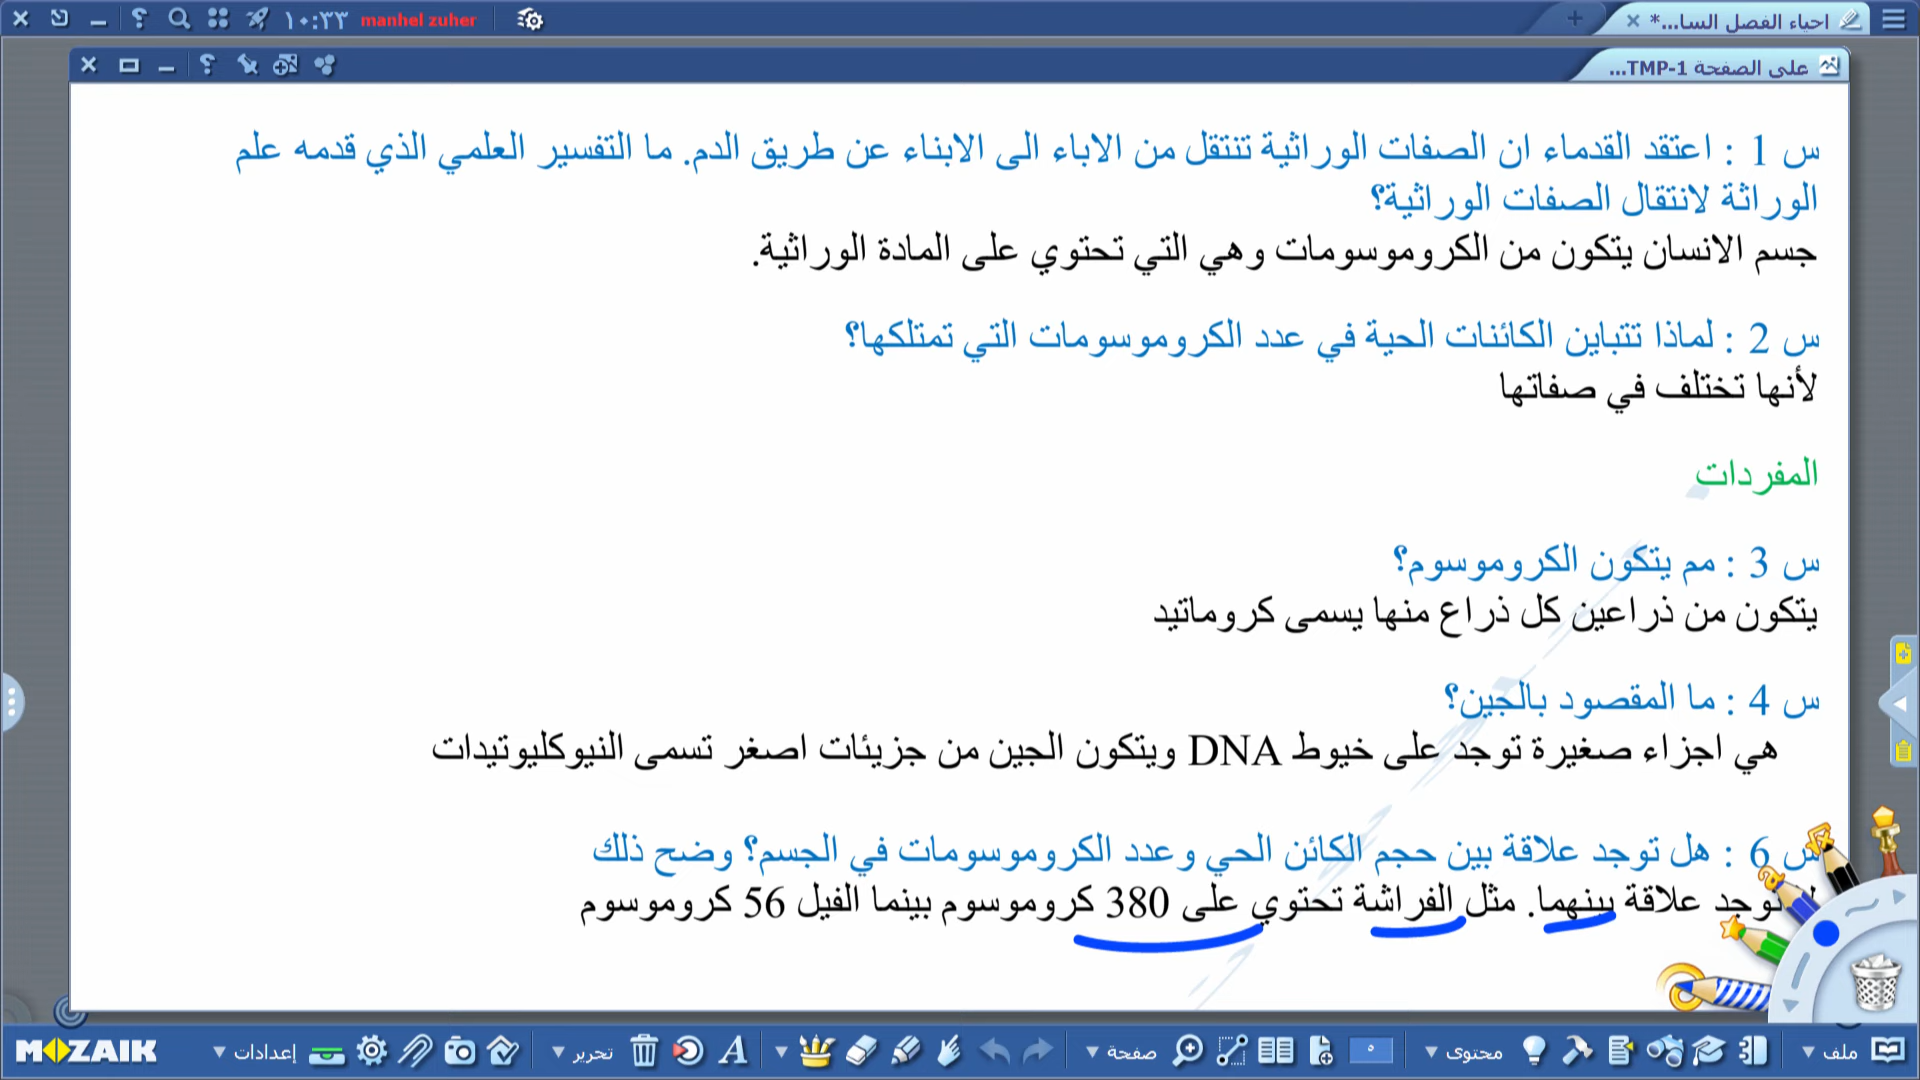 احياء الفصل السا...*
manhel zuher
١٠:٢٣
على الصفحة TMP-1...
س 1 : اعتقد القدماء ان الصفات الوراثية تنتقل من الاباء الى الابناء عن طريق الدم. ما التفسير العلمي الذي قدمه علم
الوراثة لانتقال الصفات الوراثية؟
جسم الانسان يتكون من الكروموسومات وهي التي تحتوي على المادة الوراثية.
س 2 : لماذا تتباين الكائنات الحية في عدد الكروموسومات التي تمتلكها؟
لأنها تختلف في صفاتها
المفردات
س 3 : مم يتكون الكروموسوم؟
يتكون من ذراعين كل ذراع منها يسمى كروماتيد
س 4 : ما المقصود بالجين؟
هي اجزاء صغيرة توجد على خيوط DNA ويتكون الجين من جزيئات اصغر تسمى النيوكليوتيدات
س 6 : هل توجد علاقة بين حجم الكائن الحي وعدد الكروموسومات في الجسم؟ وضح ذلك
توجد علاقة بينهما. مثل الفراشة تحتوي على 380 كروموسوم بينما الفيل 56 كروموسوم
ملف محتوى ٥ صفحة تحرير إعدادات MOZAIK